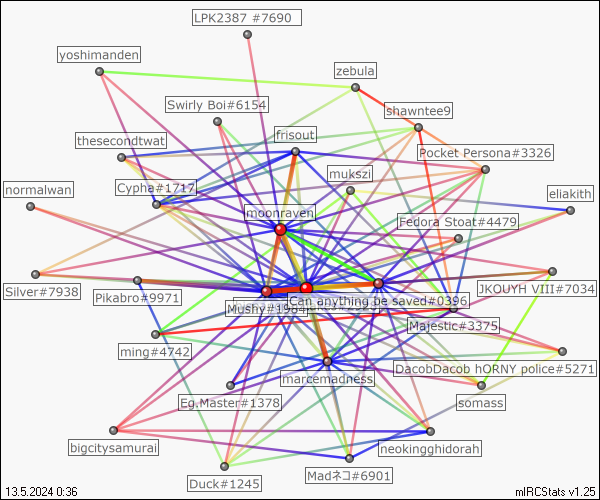 LPK2387 #7690
yoshimanden
zebula
Swirly Boi#6154
shawntee9
thesecondtwat
frisout
Pocket Persona#3326
mukszi
normalwan
Cypha#1717
eliakith
moonraven
Fedora Stoat#4479
Silver#7938
Pikabro#9971
JKOUYH VIII#7034
Can anything be saved#0396
Mushy#1984
Majestic#3375
ming#4742
DacobDacob hORNY police#5271
marcemadness
Eg.Master#1378
somass
bigcitysamurai
neokingghidorah
Madネコ#6901
Duck#1245
13.5.2024 0:36
mIRCStats v1.25